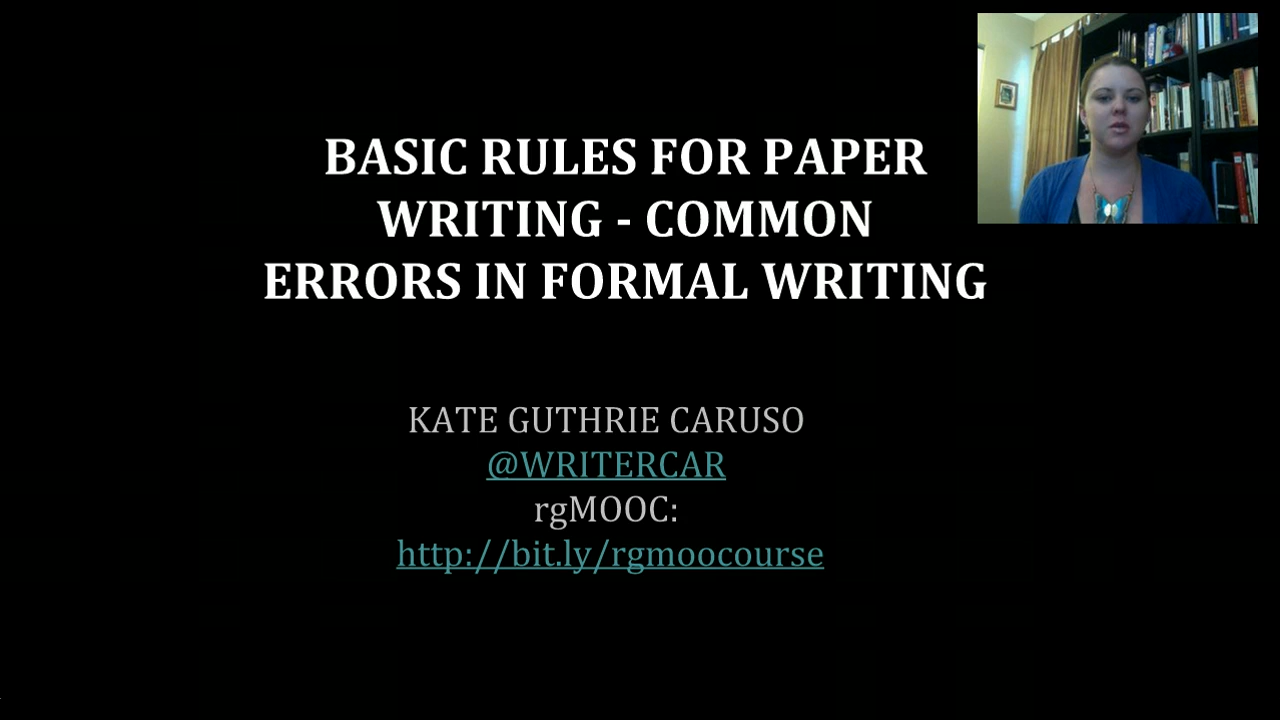 BASIC RULES FOR PAPER
WRITING - COMMON
ERRORS IN FORMAL WRITING
KATE GUTHRIE CARUSO
@WRITERCAR
rgMOOC:
http://bit.ly/rgmoocourse